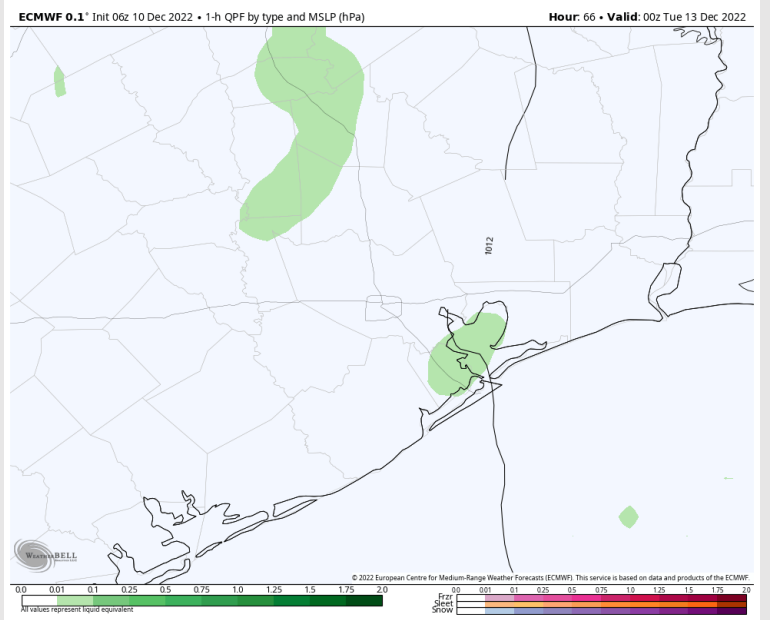 ECMWF 0.1° Init 06z 10 Dec 2022 • 1-h QPF by type and MSLP (hPa)
Hour: 66 • Valid: 00z Tue 13 Dec 2022
1012
WEATHERBELL
© 2022 European Centre for Medium-Range Weather Forecasts (ECMWF). This service is based on data and products of the ECMWF.
0.0 0.01 0.1 0.25 0.5 0.75 1.0 1.25 1.5 1.75 2.0
All values represent liquid equivalent
0.0 001 01 0.25 0.5 0.75 1.0 1.25 1.5 1.75 2.0
Frzr
Sleet
Snow